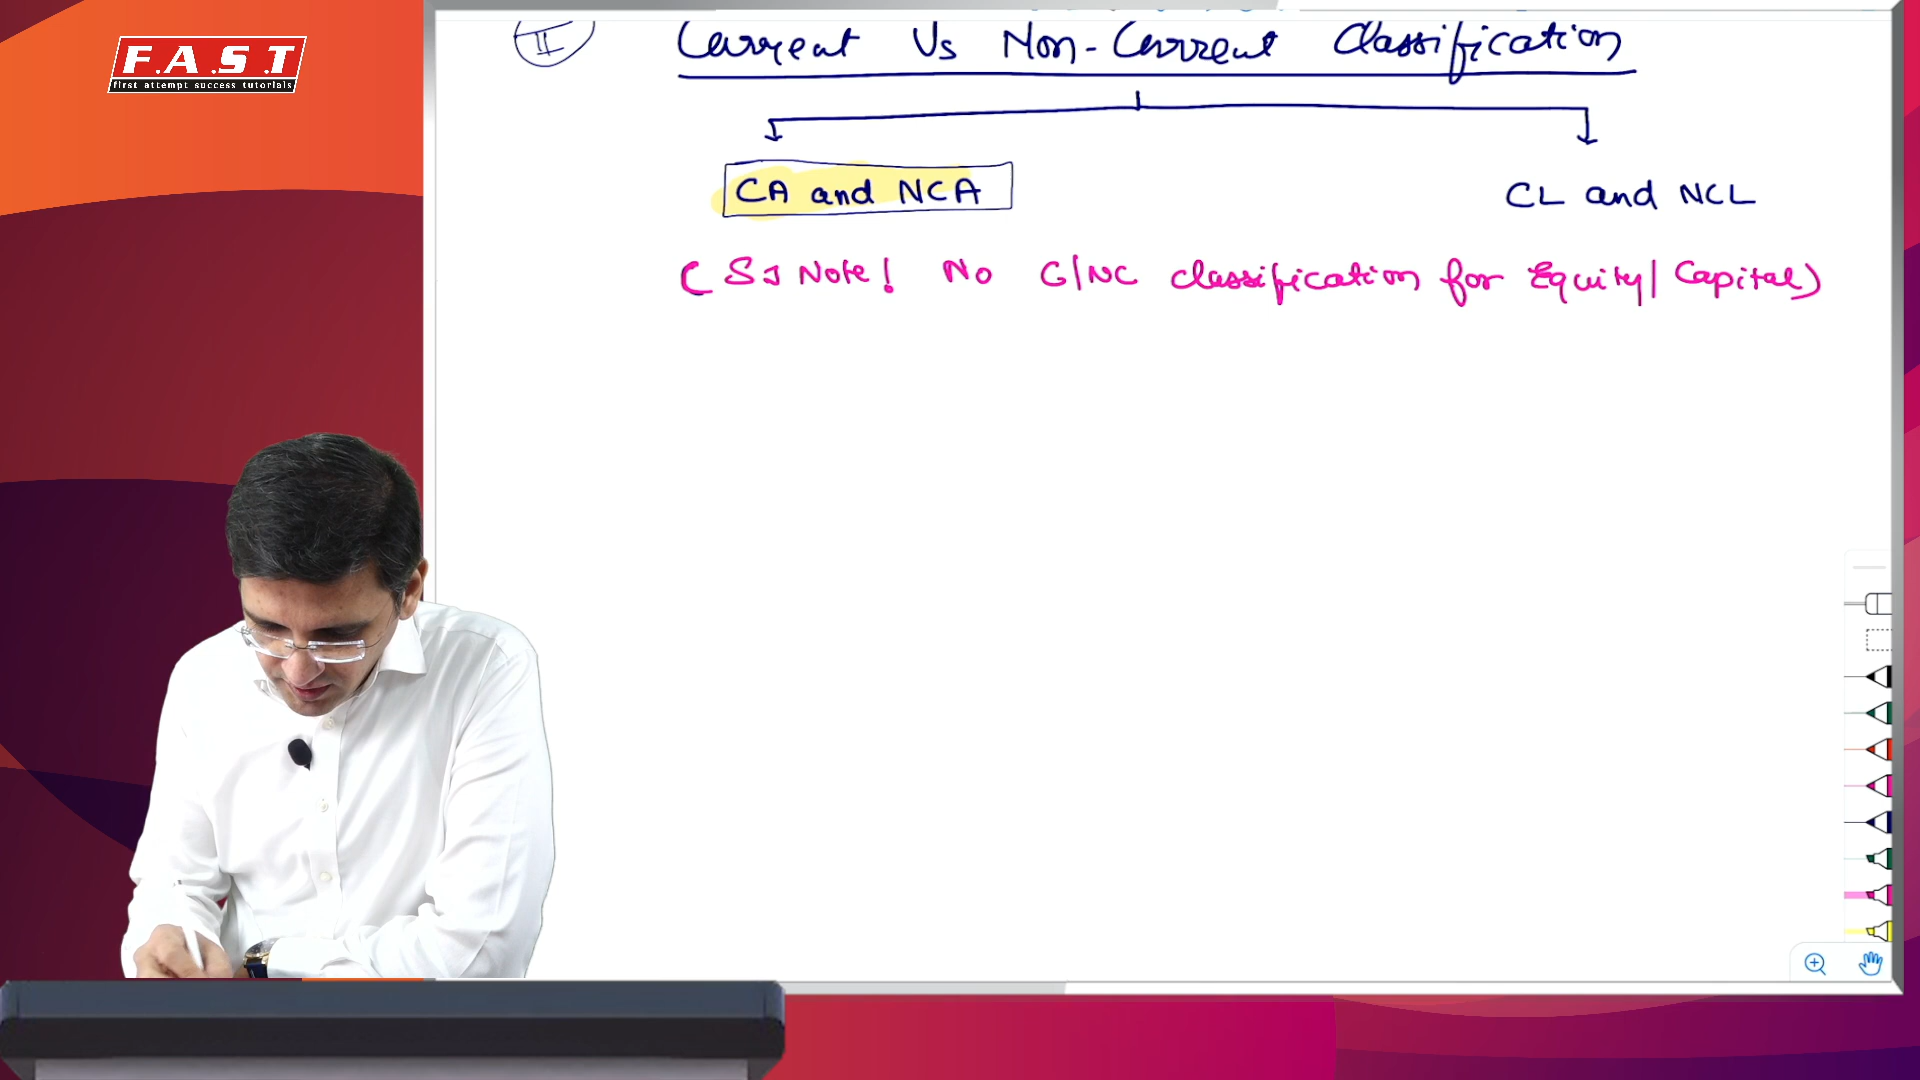 F.A.S.T
first attempt success tutorials
II Current Vs Non-Current Classification
CA and NCA CL and NCL
(SJ Note! No C/NC classification for Equity/Capital)